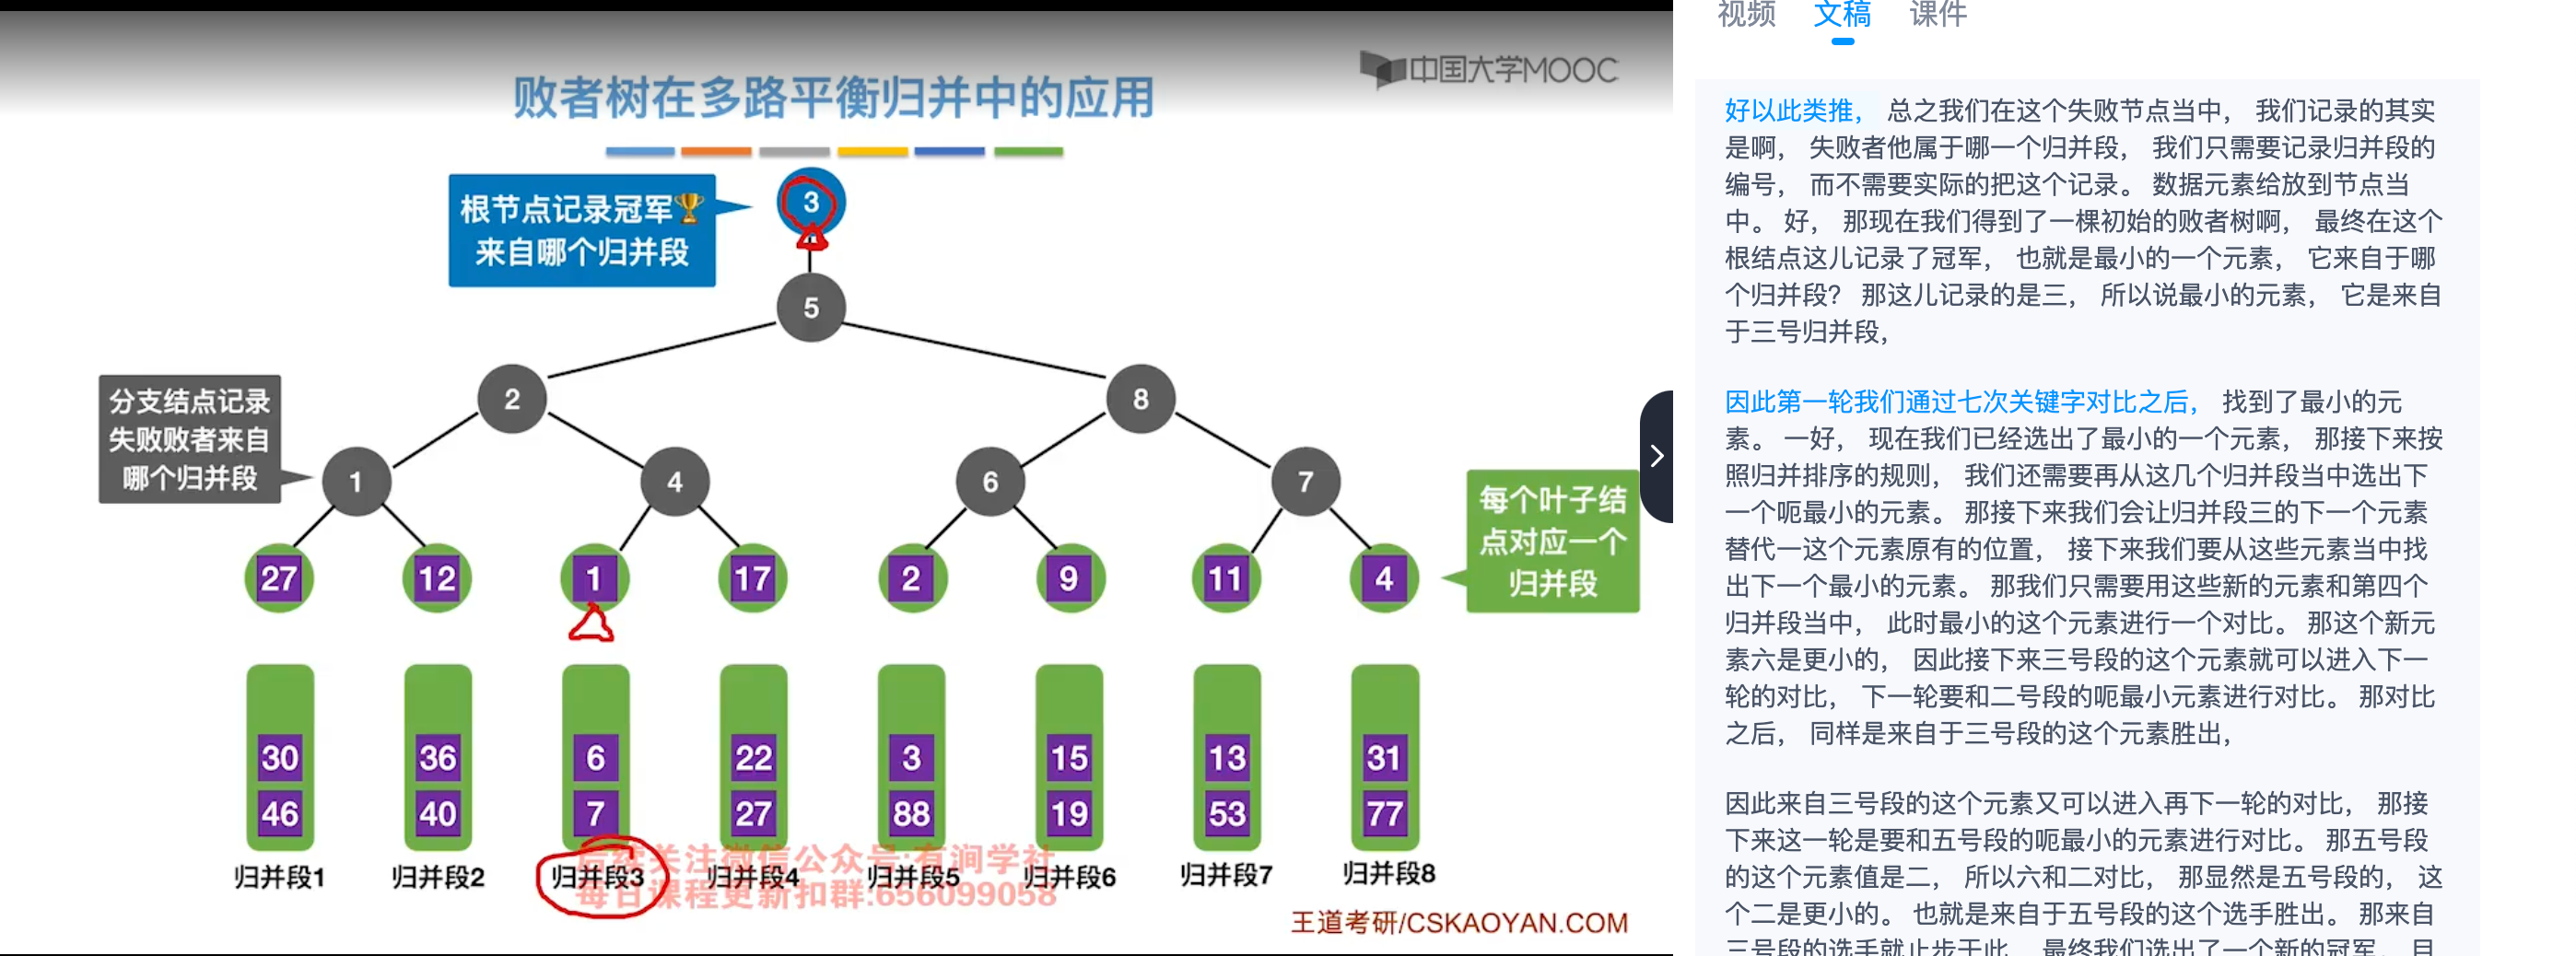 中国大学MOOC
败者树在多路平衡归并中的应用
根节点记录冠军🏆
来自哪个归并段
3
5
2
8
分支结点记录
失败败者来自
哪个归并段
1
4
6
7
每个叶子结
点对应一个
归并段
27
12
1
17
2
9
11
4
30
36
6
22
3
15
13
31
46
40
7
27
88
19
53
77
归并段1
归并段2
归并段3
归并段4
归并段5
归并段6
归并段7
归并段8
后续关注微信公众号:有涧学社
每日课程更新扣群:656099058
王道考研/CSKAOYAN.COM
视频
文稿
课件
好以此类推， 总之我们在这个失败节点当中， 我们记录的其实
是啊， 失败者他属于哪一个归并段， 我们只需要记录归并段的
编号， 而不需要实际的把这个记录。 数据元素给放到节点当
中。 好， 那现在我们得到了一棵初始的败者树啊， 最终在这个
根结点这儿记录了冠军， 也就是最小的一个元素， 它来自于哪
个归并段？ 那这儿记录的是三， 所以说最小的元素， 它是来自
于三号归并段，
因此第一轮我们通过七次关键字对比之后， 找到了最小的元
素。 一好， 现在我们已经选出了最小的一个元素， 那接下来按
照归并排序的规则， 我们还需要再从这几个归并段当中选出下
一个呃最小的元素。 那接下来我们会让归并段三的下一个元素
替代一这个元素原有的位置， 接下来我们要从这些元素当中找
出下一个最小的元素。 那我们只需要用这些新的元素和第四个
归并段当中， 此时最小的这个元素进行一个对比。 那这个新元
素六是更小的， 因此接下来三号段的这个元素就可以进入下一
轮的对比， 下一轮要和二号段的呃最小元素进行对比。 那对比
之后， 同样是来自于三号段的这个元素胜出，
因此来自三号段的这个元素又可以进入再下一轮的对比， 那接
下来这一轮是要和五号段的呃最小的元素进行对比。 那五号段
的这个元素值是二， 所以六和二对比， 那显然是五号段的， 这
个二是更小的。 也就是来自于五号段的这个选手胜出。 那来自
三号段的选手就止步于此， 最终我们选出了一个新的冠军。